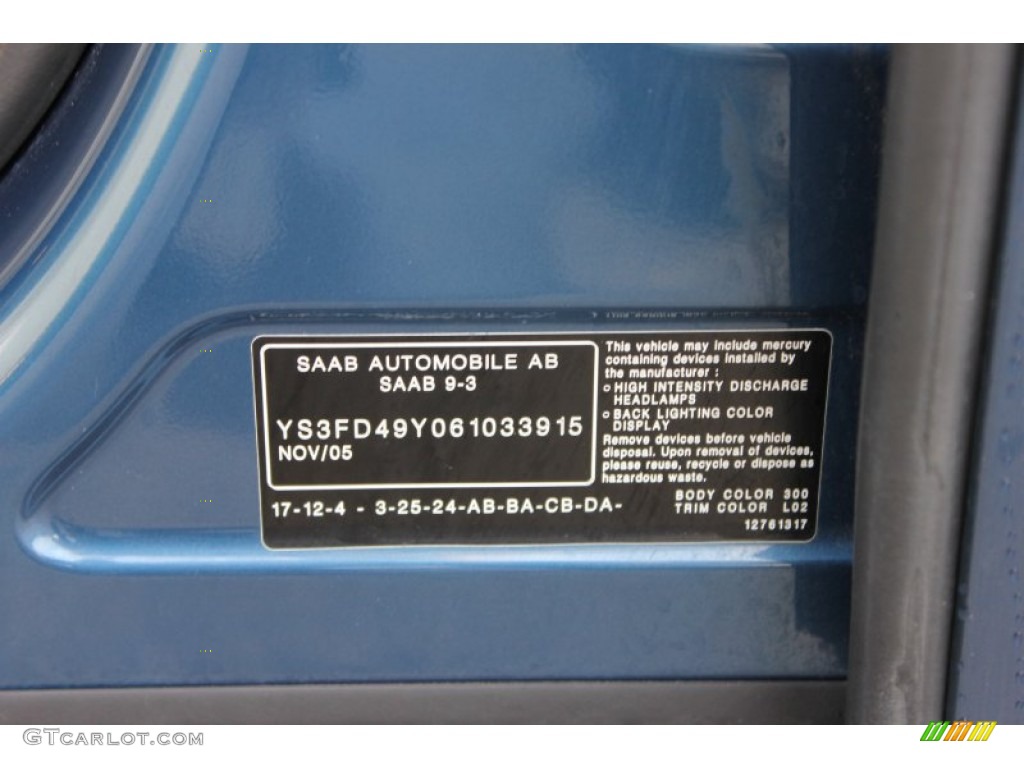 SAAB AUTOMOBILE AB
SAAB 9-3
YS3FD49Y061033915
NOV/05
17-12-4 - 3-25-24-AB-BA-CB-DA-
This vehicle may include mercury
containing devices installed by
the manufacturer :
o HIGH INTENSITY DISCHARGE
HEADLAMPS
o BACK LIGHTING COLOR
DISPLAY
Remove devices before vehicle
disposal. Upon removal of devices,
please reuse, recycle or dispose as
hazardous waste.
BODY COLOR 300
TRIM COLOR L02
12761317
GTCARLOT.COM